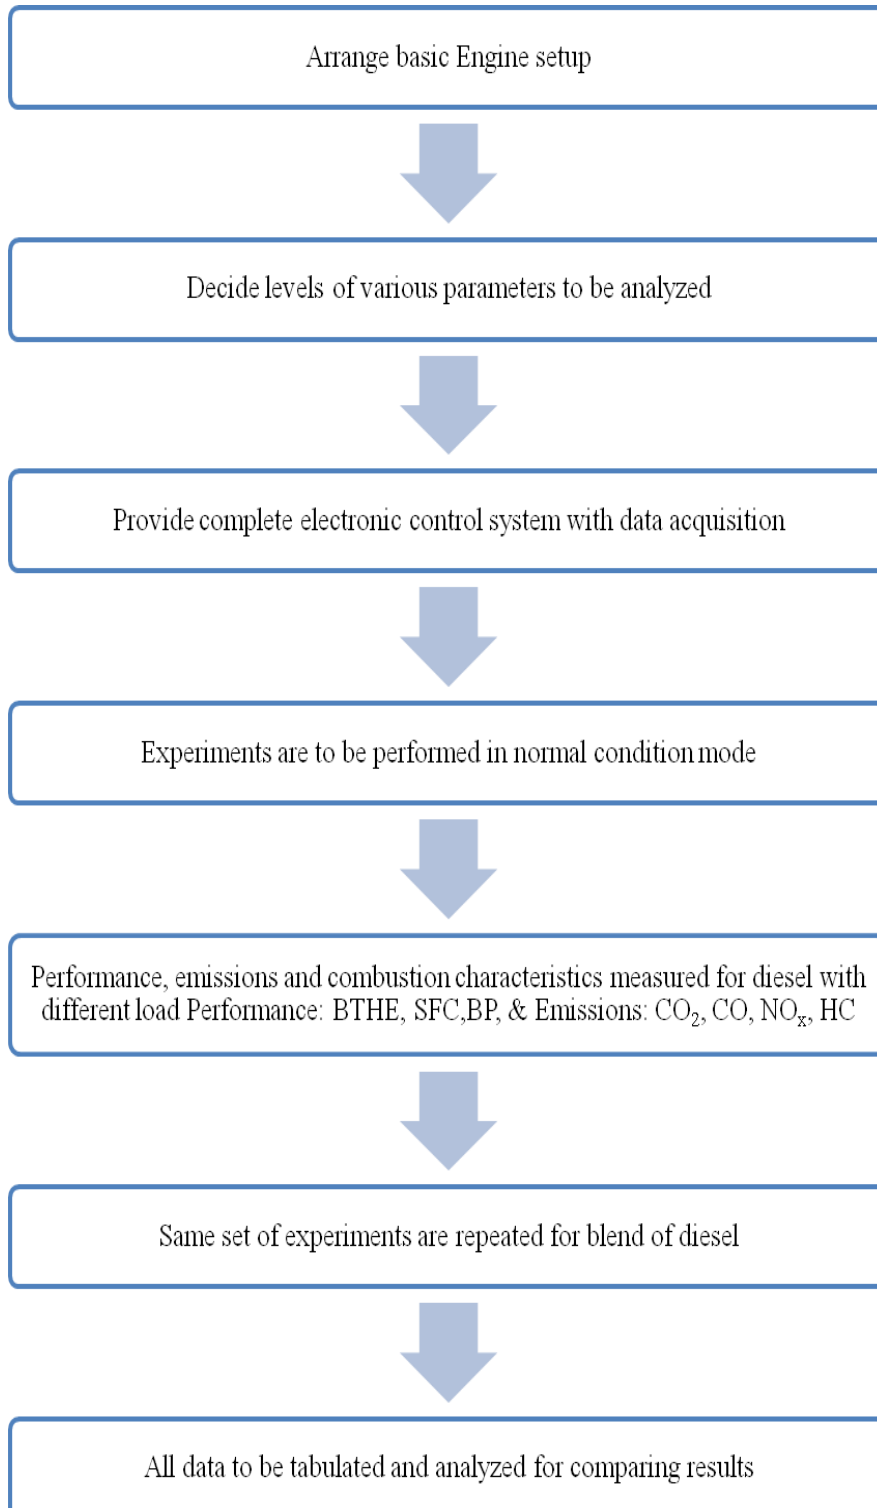 Arrange basic Engine setup
Decide levels of various parameters to be analyzed
Provide complete electronic control system with data acquisition
Experiments are to be performed in normal condition mode
Performance, emissions and combustion characteristics measured for diesel with
different load Performance: BTHE, SFC,BP, & Emissions: CO₂, CO, NOₓ, HC
Same set of experiments are repeated for blend of diesel
All data to be tabulated and analyzed for comparing results